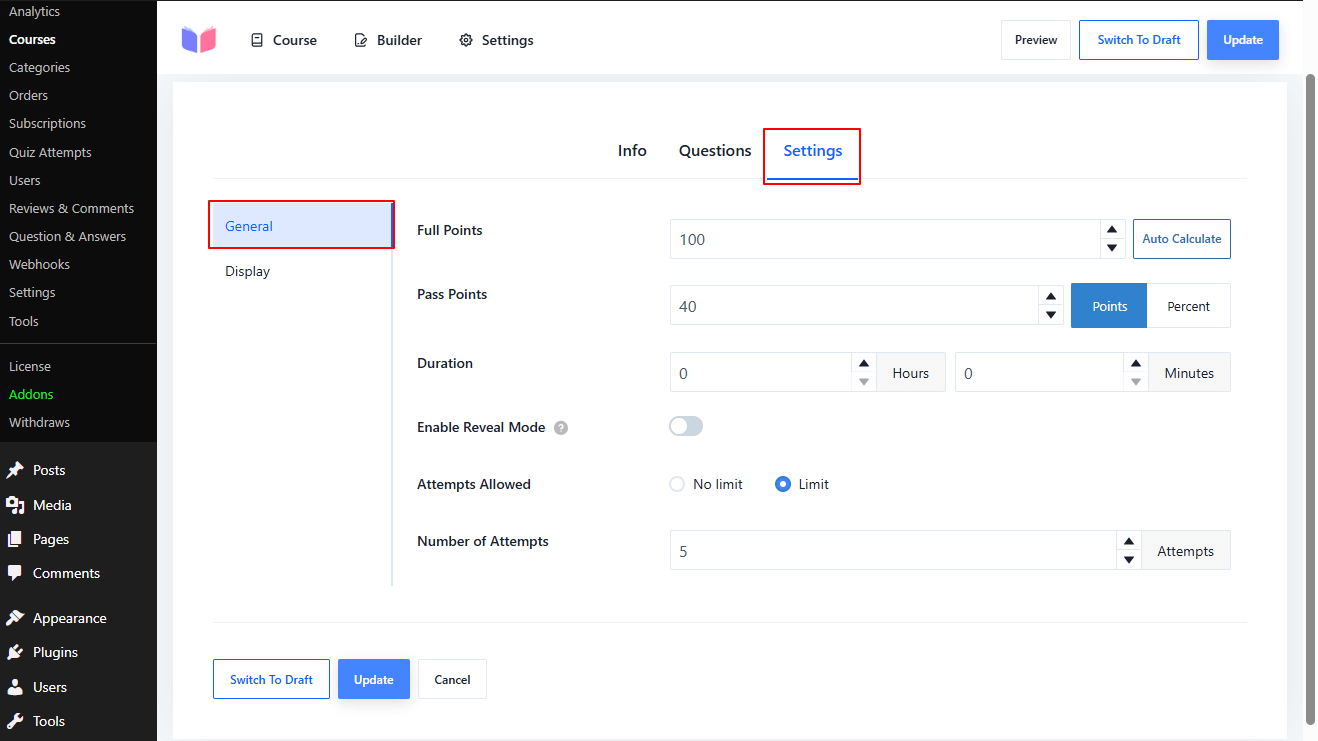 Analytics
Courses
Categories
Orders
Subscriptions
Quiz Attempts
Users
Reviews & Comments
Question & Answers
Webhooks
Settings
Tools
License
Addons
Withdraws
Posts
Media
Pages
Comments
Appearance
Plugins
Users
Tools
Course Builder Settings Preview Switch To Draft Update
Info Questions Settings
General
Display
Full Points 100 Auto Calculate
Pass Points 40 Points Percent
Duration 0 Hours 0 Minutes
Enable Reveal Mode ?
Attempts Allowed No limit Limit
Number of Attempts 5 Attempts
Switch To Draft Update Cancel